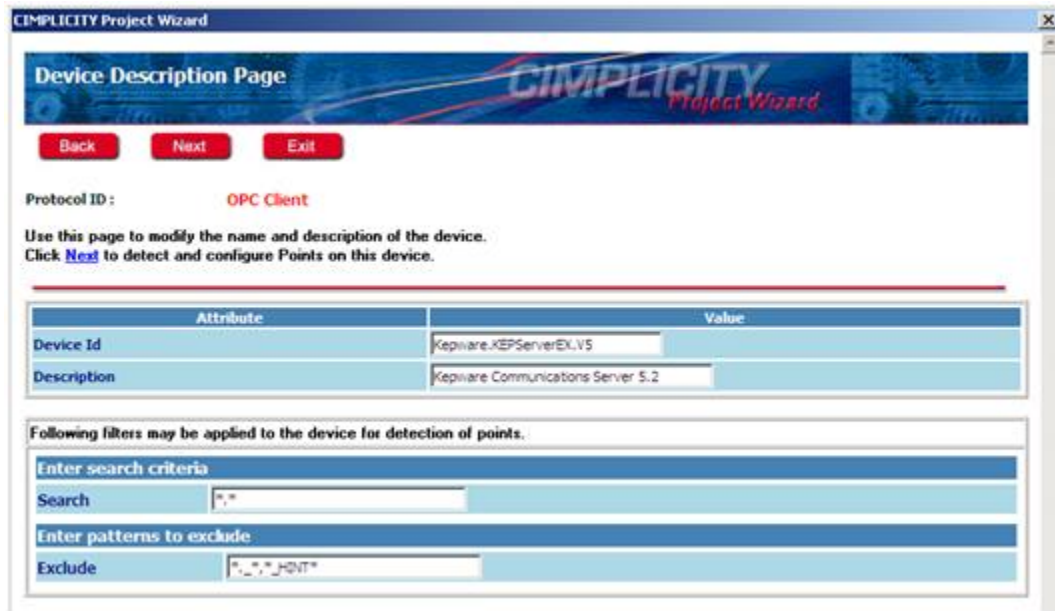 CIMPLICITY Project Wizard
Device Description Page
CIMPLICITY
Project Wizard
Back Next Exit
Protocol ID : OPC Client
Use this page to modify the name and description of the device.
Click Next to detect and configure Points on this device.
Attribute Value
Device Id Kepware.KEPServerEX.V5
Description Kepware Communications Server 5.2
Following filters may be applied to the device for detection of points.
Enter search criteria
Search *.*
Enter patterns to exclude
Exclude *._*,*_HINT*